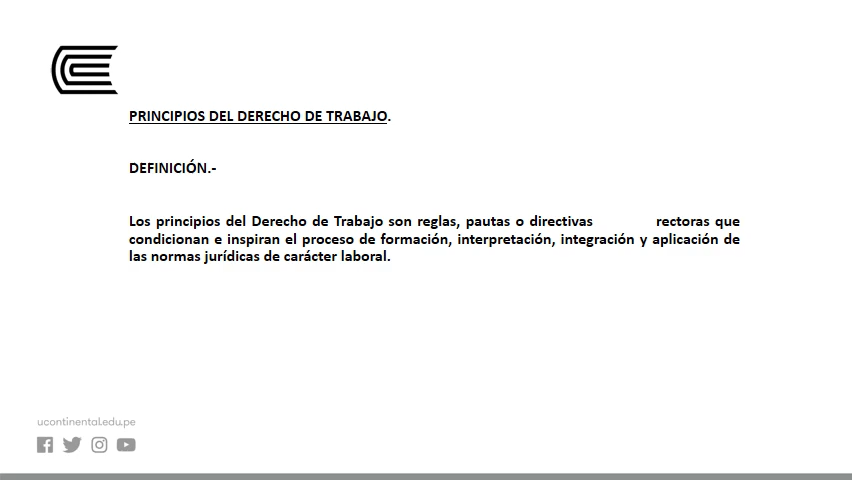 PRINCIPIOS DEL DERECHO DE TRABAJO.
DEFINICIÓN.-
Los principios del Derecho de Trabajo son reglas, pautas o directivas rectoras que
condicionan e inspiran el proceso de formación, interpretación, integración y aplicación de
las normas jurídicas de carácter laboral.
ucontinental.edu.pe